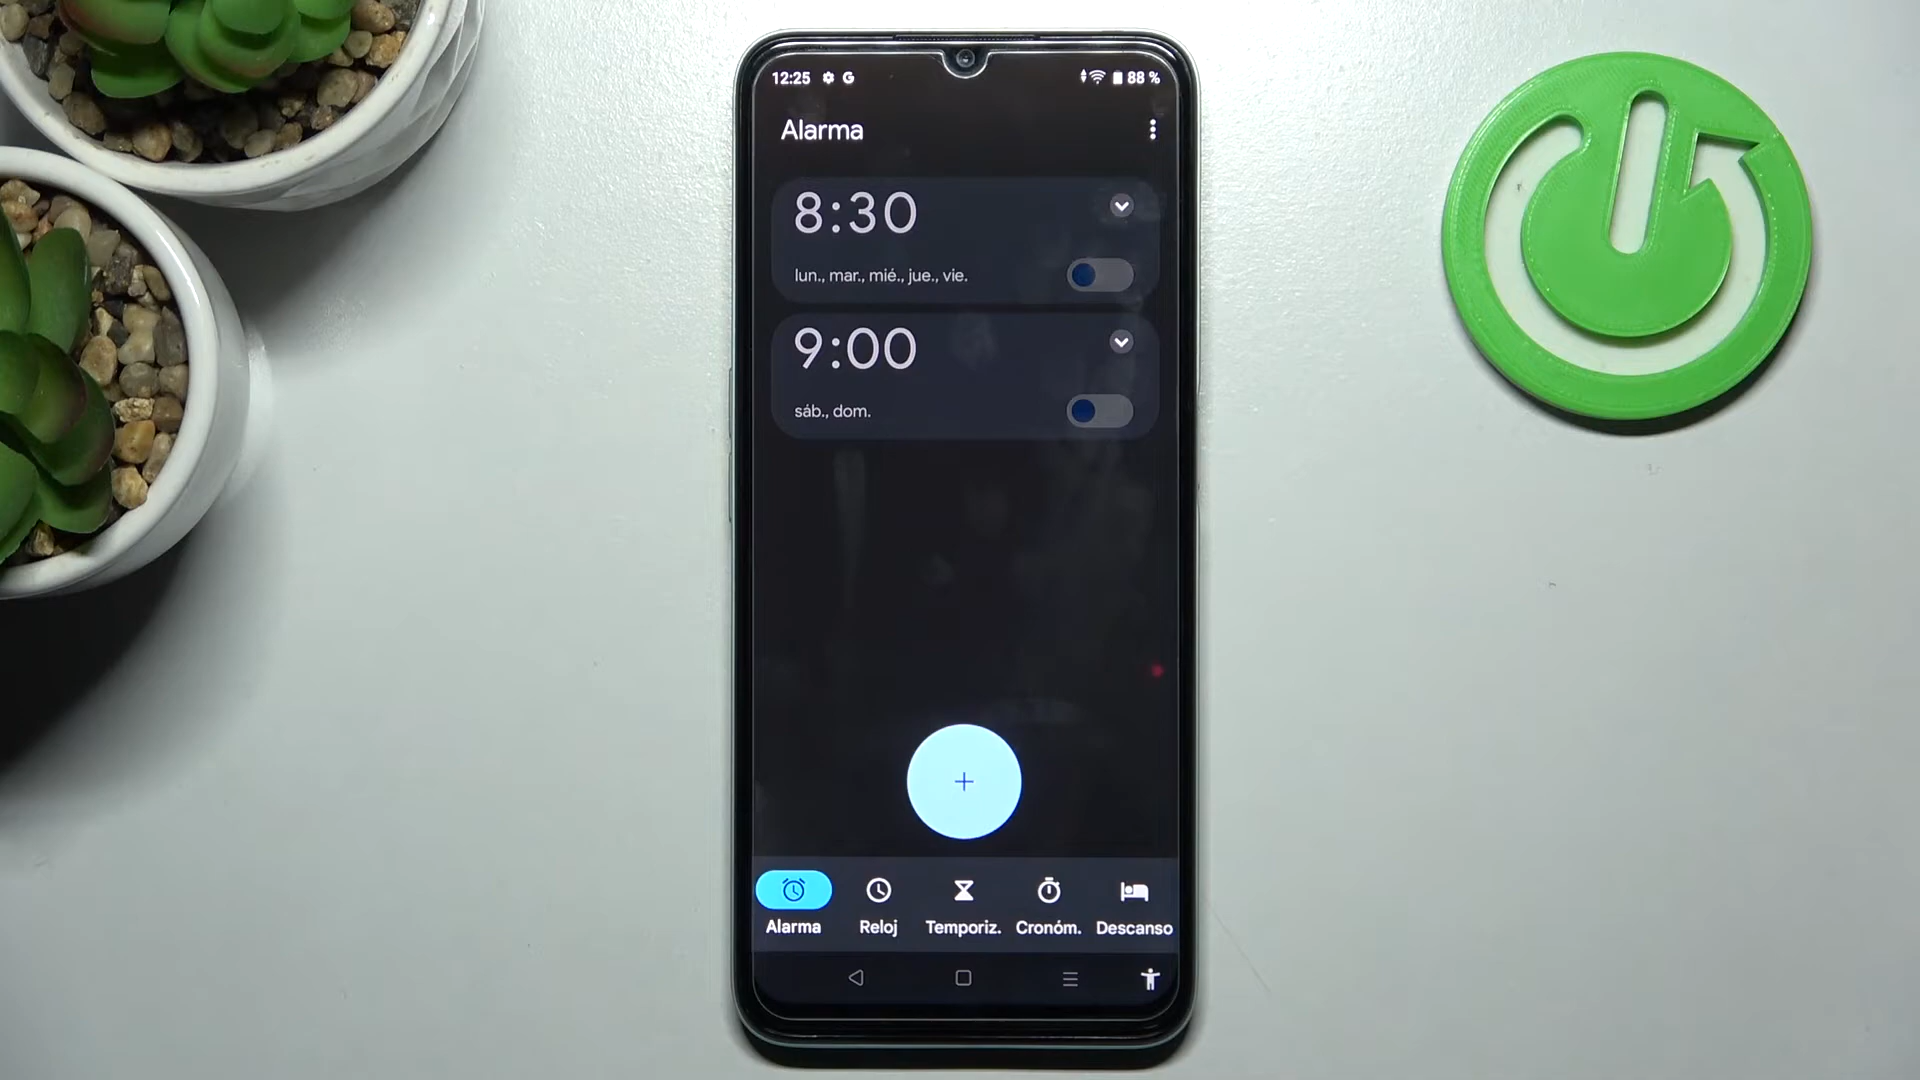 12:25 G 88 %
Alarma
8:30
lun., mar., mié., jue., vie.
9:00
sáb., dom.
+
Alarma Reloj Temporiz. Cronóm. Descanso